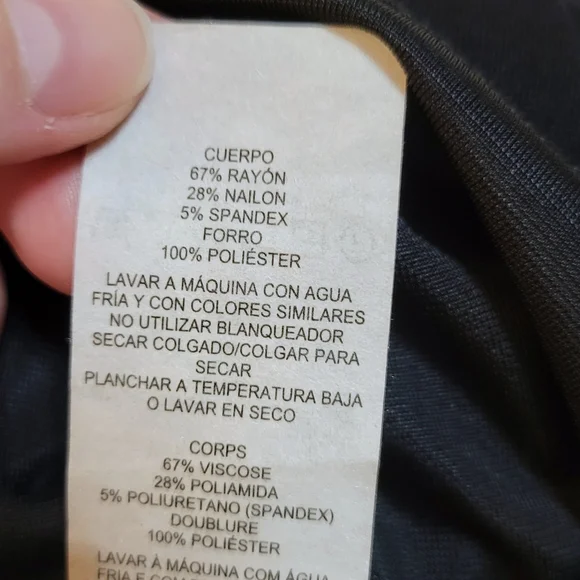 CUERPO
67% RAYÓN
28% NAILON
5% SPANDEX
FORRO
100% POLIÉSTER
LAVAR A MÁQUINA CON AGUA
FRÍA Y CON COLORES SIMILARES
NO UTILIZAR BLANQUEADOR
SECAR COLGADO/COLGAR PARA
SECAR
PLANCHAR A TEMPERATURA BAJA
O LAVAR EN SECO
CORPS
67% VISCOSE
28% POLIAMIDA
5% POLIURETANO (SPANDEX)
DOUBLURE
100% POLIÉSTER
LAVAR À MÁQUINA COM ÁGUA
FRIA E COM